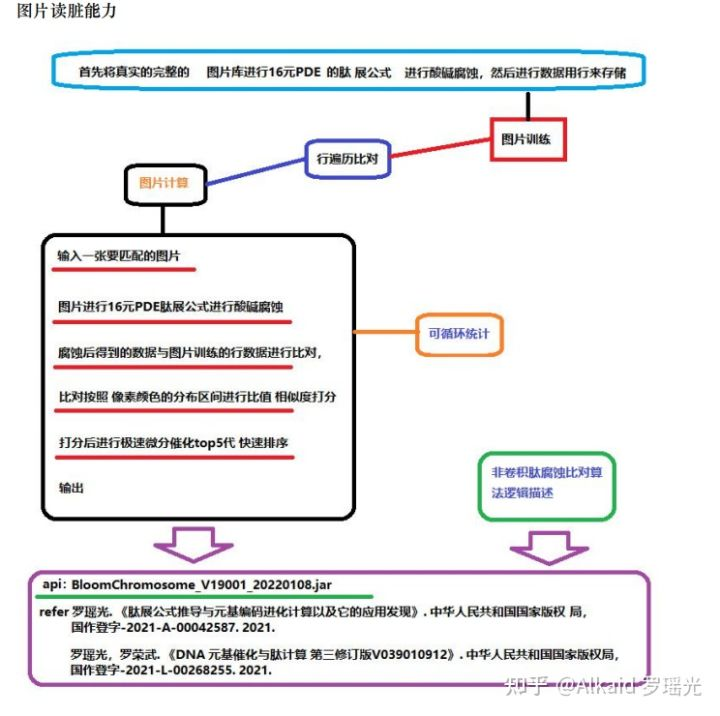 图片读脏能力
首先将真实的完整的 图片库进行16元PDE 的肽 展公式 进行酸碱腐蚀，然后进行数据用行来存储
图片训练
行遍历比对
图片计算
输入一张要匹配的图片
图片进行16元PDE肽展公式进行酸碱腐蚀
腐蚀后得到的数据与图片训练的行数据进行比对，
比对按照 像素颜色的分布区间进行比值 相似度打分
打分后进行极速微分催化top5代 快速排序
输出
可循环统计
非卷积肽腐蚀比对算
法逻辑描述
api：BloomChromosome_V19001_20220108.jar
refer 罗瑶光. 《肽展公式推导与元基编码进化计算以及它的应用发现》. 中华人民共和国国家版权 局，
国作登字-2021-A-00042587. 2021.
罗瑶光，罗荣武. 《DNA 元基催化与肽计算 第三修订版V039010912》. 中华人民共和国国家版权局，
国作登字-2021-L-00268255. 2021.
知乎 @Alkaid 罗瑶光